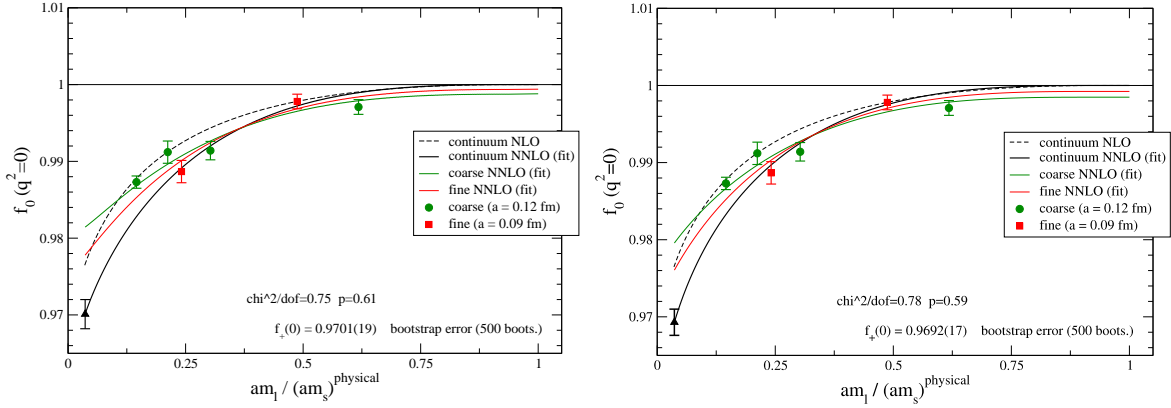 1.01
1
0.99
0.98
0.97
f₀ (q²=0)
continuum NLO
continuum NNLO (fit)
coarse NNLO (fit)
fine NNLO (fit)
coarse (a = 0.12 fm)
fine (a = 0.09 fm)
chi^2/dof=0.75 p=0.61
f₊(0) = 0.9701(19) bootstrap error (500 boots.)
0 0.25 0.5 0.75 1
am_l / (am_s)^physical
1.01
1
0.99
0.98
0.97
f₀ (q²=0)
continuum NLO
continuum NNLO (fit)
coarse NNLO (fit)
fine NNLO (fit)
coarse (a = 0.12 fm)
fine (a = 0.09 fm)
chi^2/dof=0.78 p=0.59
f₊(0) = 0.9692(17) bootstrap error (500 boots.)
0 0.25 0.5 0.75 1
am_l / (am_s)^physical